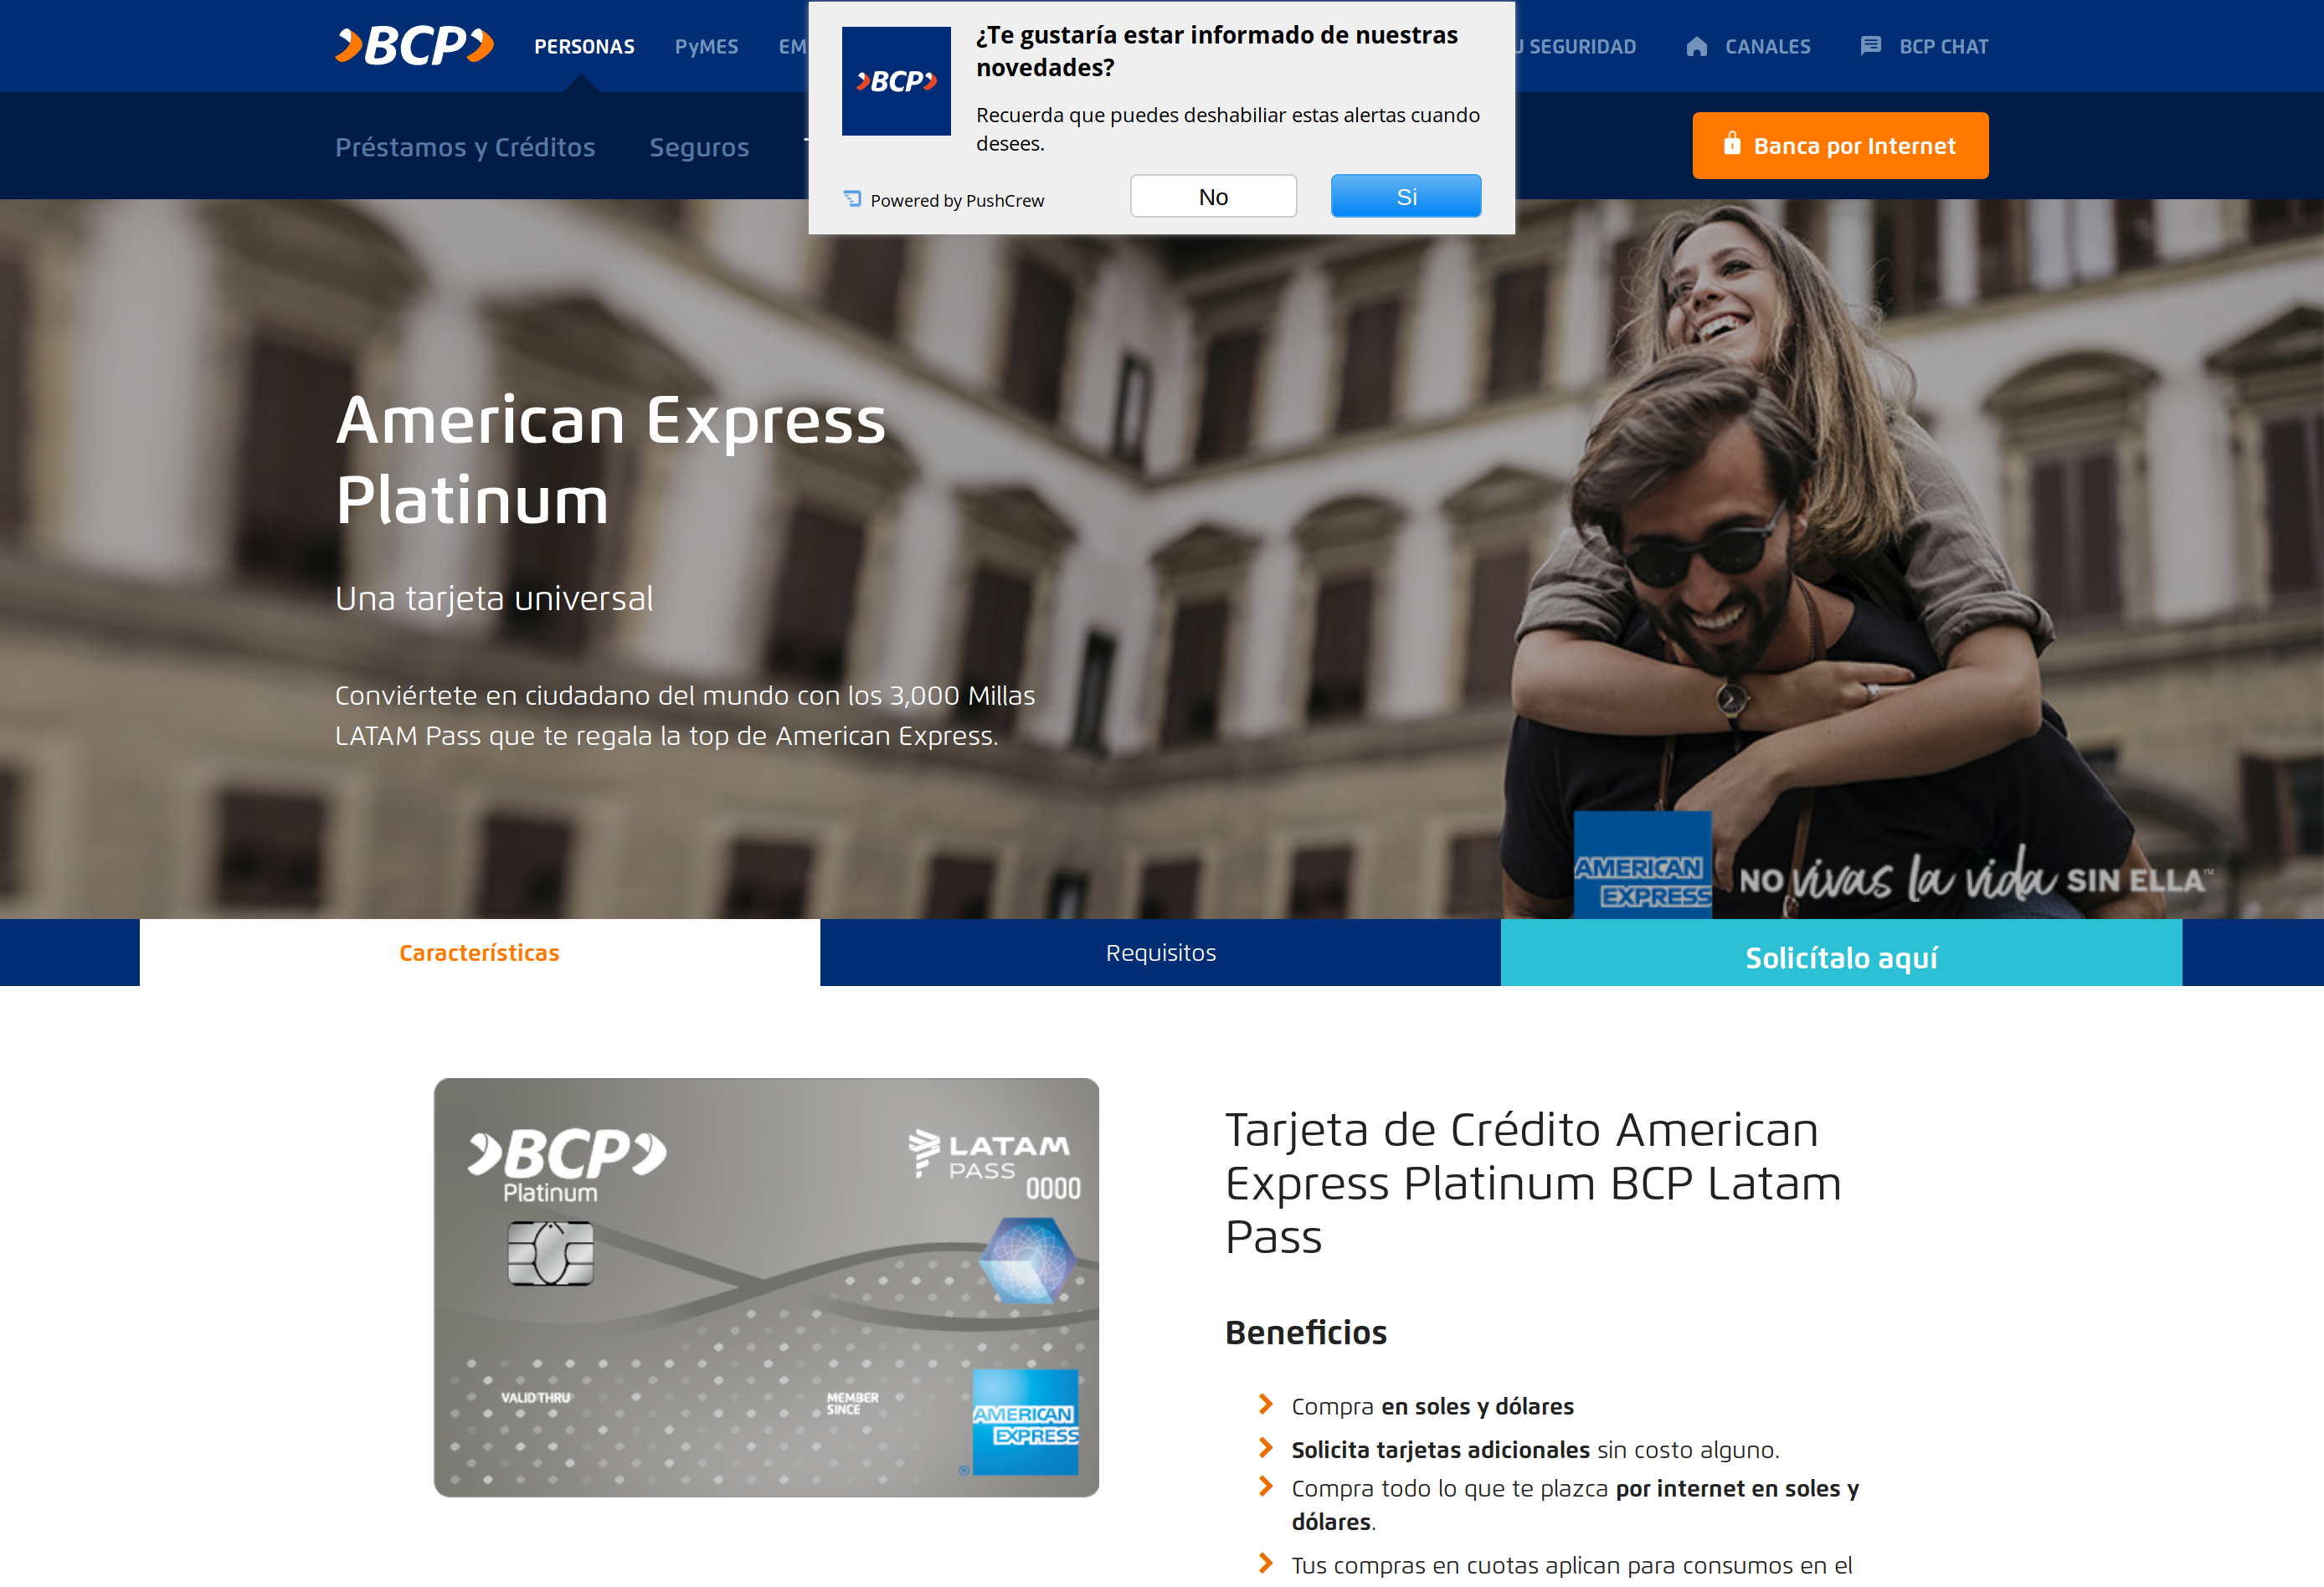 BCP
PERSONAS
PyMES
SEGURIDAD
CANALES
BCP CHAT
¿Te gustaría estar informado de nuestras
novedades?
Recuerda que puedes deshabiliar estas alertas cuando
desees.
BCP
Powered by PushCrew
No
Si
Préstamos y Créditos
Seguros
Banca por Internet
American Express
Platinum
Una tarjeta universal
Conviértete en ciudadano del mundo con los 3,000 Millas
LATAM Pass que te regala la top de American Express.
AMERICAN
EXPRESS
NO vivas la vida SIN ELLA™
Características
Requisitos
Solicítalo aquí
BCP
Platinum
LATAM
PASS
0000
VALID THRU
MEMBER
SINCE
AMERICAN
EXPRESS
®
Tarjeta de Crédito American
Express Platinum BCP Latam
Pass
Beneficios
Compra en soles y dólares
Solicita tarjetas adicionales sin costo alguno.
Compra todo lo que te plazca por internet en soles y
dólares.
Tus compras en cuotas aplican para consumos en el